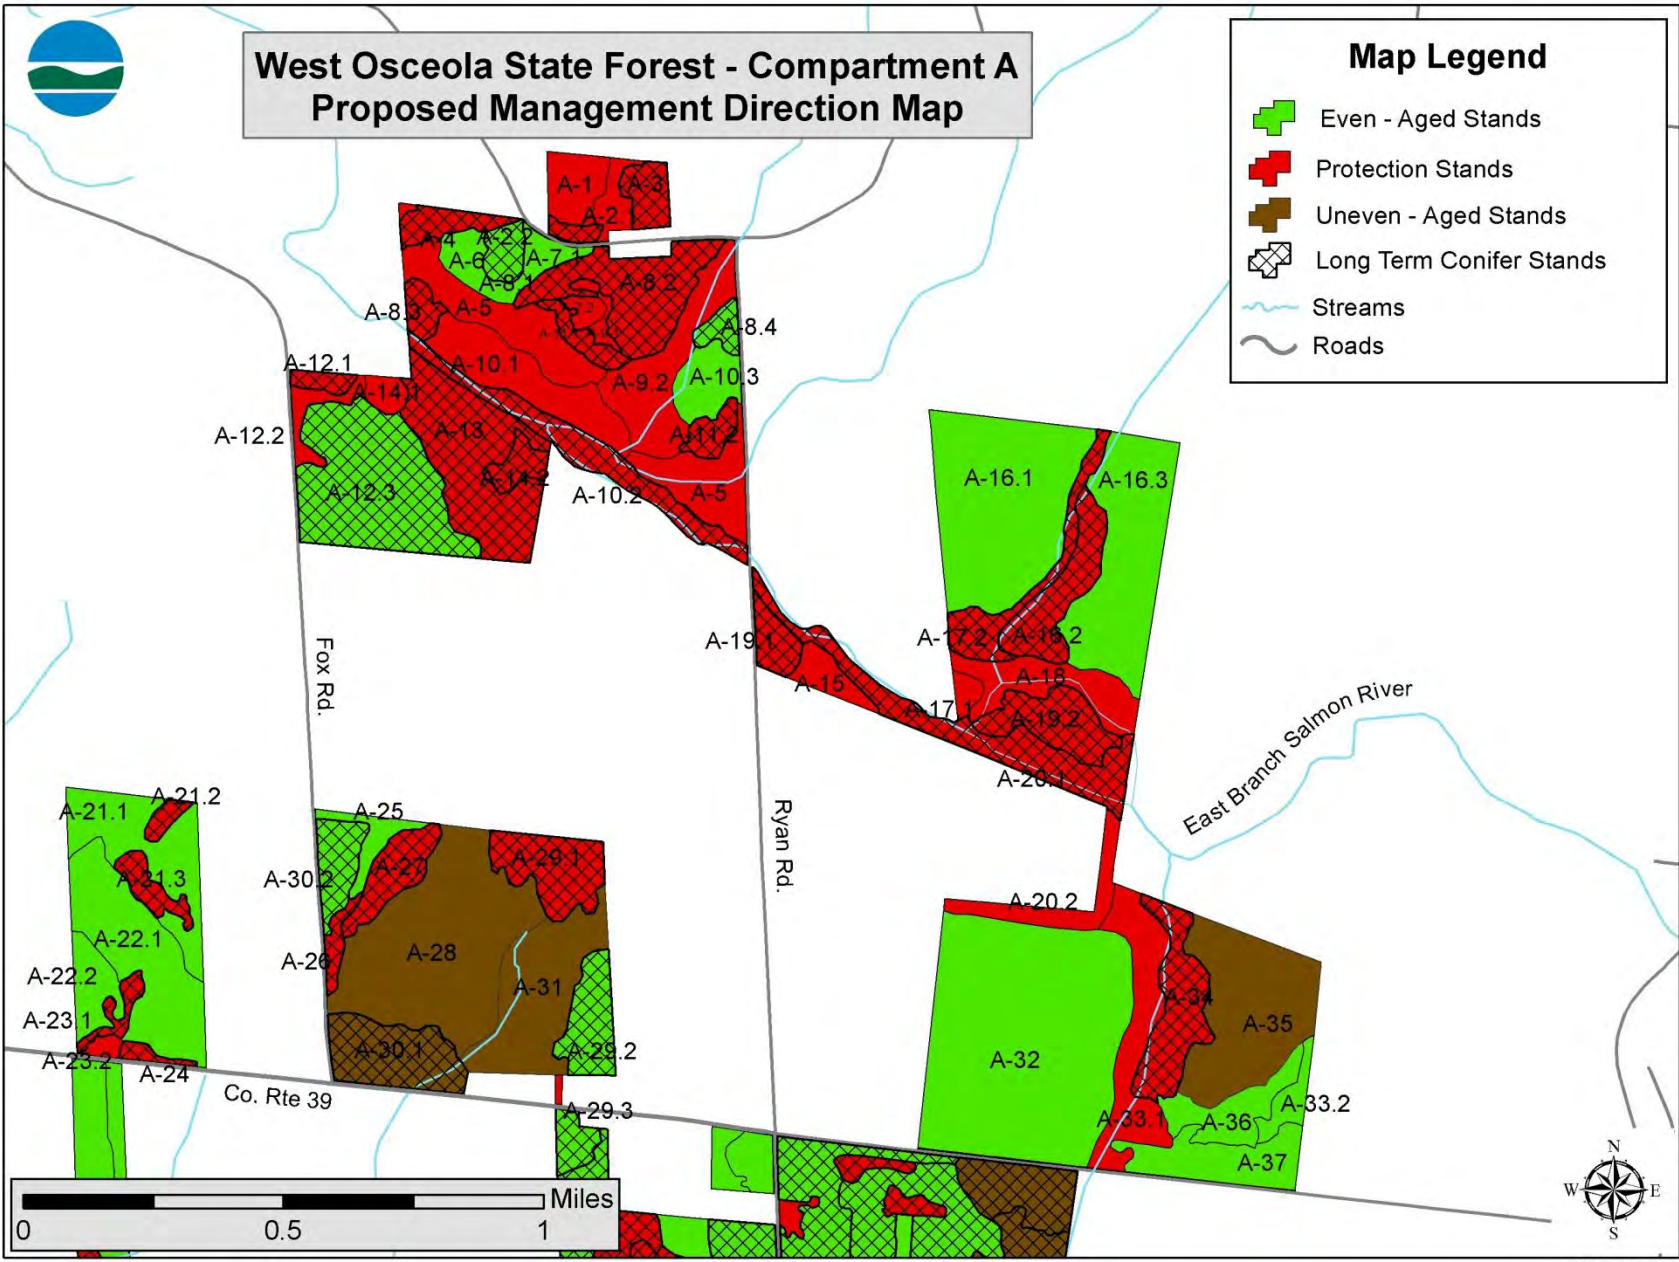 West Osceola State Forest - Compartment A
Proposed Management Direction Map
Map Legend
Even - Aged Stands
Protection Stands
Uneven - Aged Stands
Long Term Conifer Stands
Streams
Roads
A-1
A-3
A-2.1
A-4
A-2.2
A-6
A-7.1
A-8.1
A-8.2
A-8.3
A-5
A-8.4
A-12.1
A-10.1
A-9.2
A-10.3
A-14.1
A-12.2
A-13
A-11.2
A-12.3
A-14.2
A-10.2
A-5
A-16.1
A-16.3
A-19.1
A-17.2
A-16.2
A-15
A-18
A-17.1
A-19.2
A-20.1
Fox Rd.
Ryan Rd.
East Branch Salmon River
A-21.1
A-21.2
A-21.3
A-22.1
A-22.2
A-23.1
A-23.2
A-24
A-25
A-30.2
A-27
A-29.1
A-26
A-28
A-31
A-30.1
A-29.2
A-29.3
Co. Rte 39
A-20.2
A-34
A-35
A-32
A-33.1
A-36
A-33.2
A-37
N
W
E
S
Miles
0
0.5
1